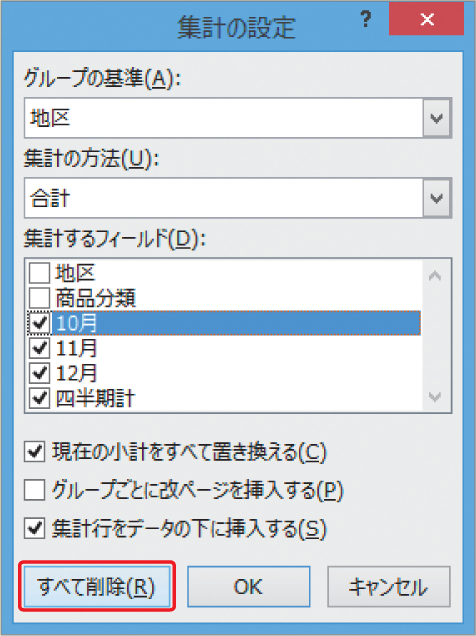 集計の設定
?
グループの基準(A):
地区
集計の方法(U):
合計
集計するフィールド(D):
地区
商品分類
10月
11月
12月
四半期計
現在の小計をすべて置き換える(C)
グループごとに改ページを挿入する(P)
集計行をデータの下に挿入する(S)
すべて削除(R) OK キャンセル